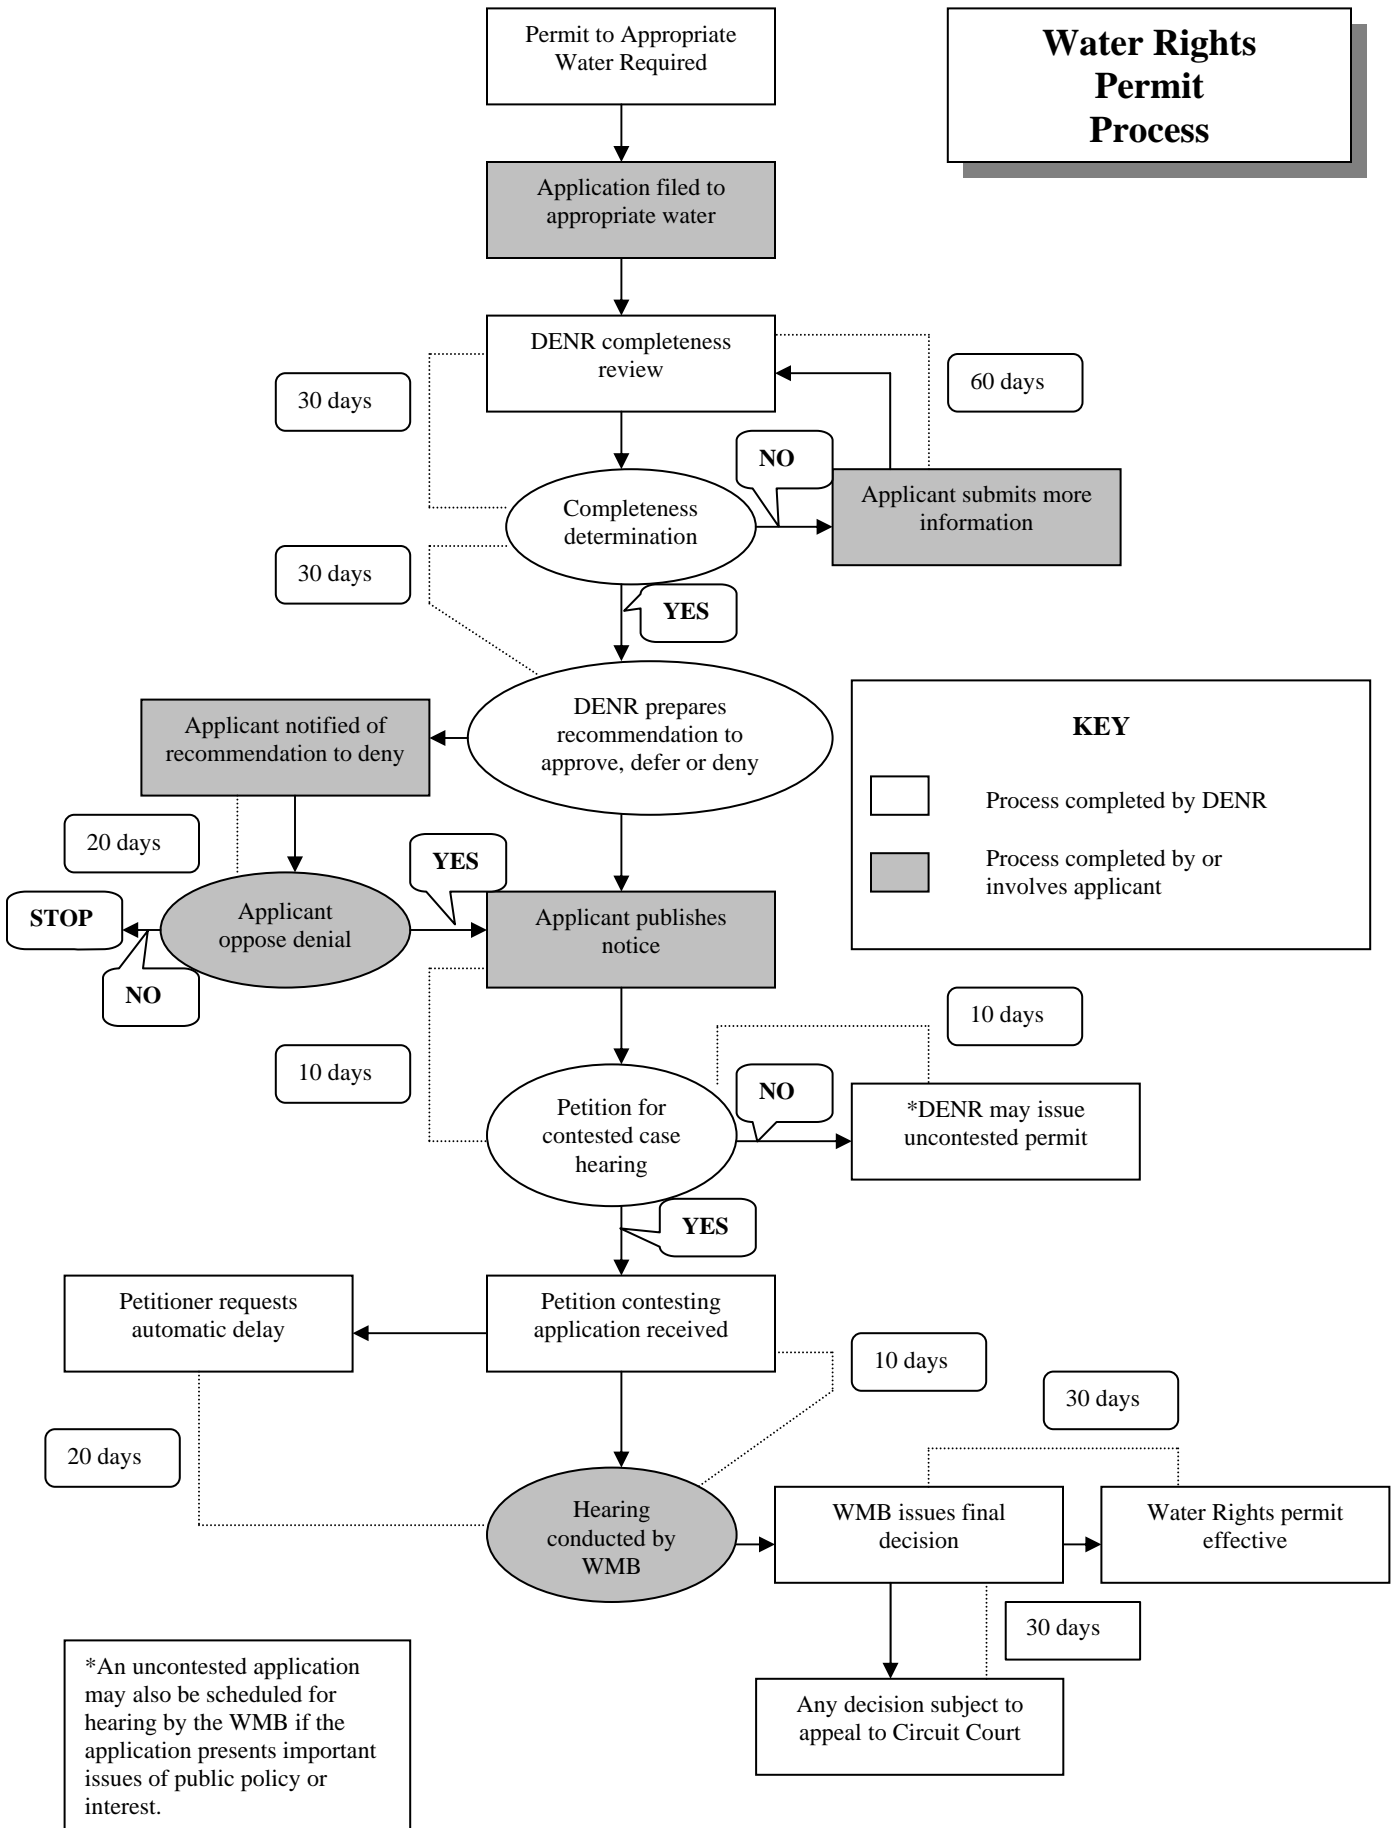 Permit to Appropriate
Water Required
Water Rights
Permit
Process
Application filed to
appropriate water
DENR completeness
review
30 days
60 days
NO
Completeness
determination
Applicant submits more
information
30 days
YES
DENR prepares
recommendation to
approve, defer or deny
Applicant notified of
recommendation to deny
KEY
Process completed by DENR
Process completed by or
involves applicant
20 days
YES
STOP
Applicant
oppose denial
NO
Applicant publishes
notice
10 days
10 days
Petition for
contested case
hearing
NO
*DENR may issue
uncontested permit
YES
Petitioner requests
automatic delay
Petition contesting
application received
10 days
30 days
20 days
Hearing
conducted by
WMB
WMB issues final
decision
Water Rights permit
effective
30 days
Any decision subject to
appeal to Circuit Court
*An uncontested application
may also be scheduled for
hearing by the WMB if the
application presents important
issues of public policy or
interest.